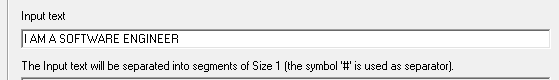 Input text
I AM A SOFTWARE ENGINEER
The Input text will be separated into segments of Size 1 (the symbol '#' is used as separator).